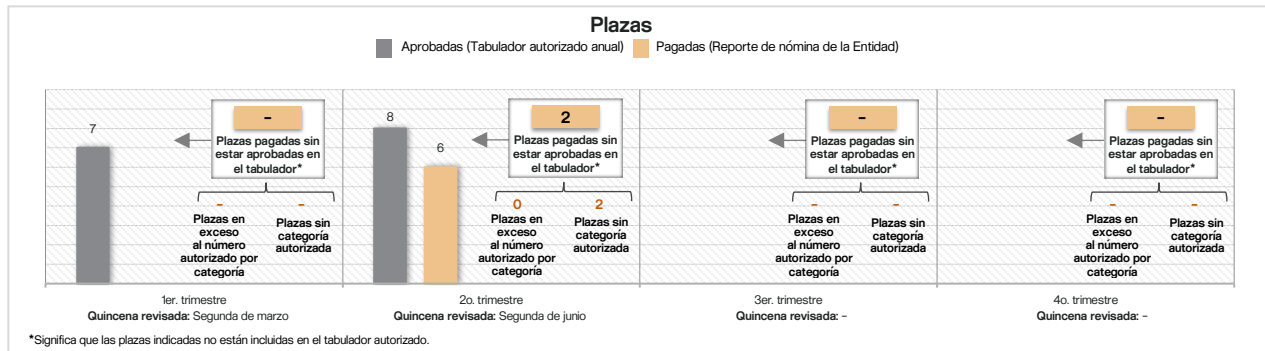 Plazas
Aprobadas (Tabulador autorizado anual) Pagadas (Reporte de nómina de la Entidad)
7
-
Plazas pagadas sin
estar aprobadas en
el tabulador*
- -
Plazas en
exceso
al número
autorizado por
categoría
Plazas sin
categoría
autorizada
8
6
2
Plazas pagadas sin
estar aprobadas en
el tabulador*
0 2
Plazas en
exceso
al número
autorizado por
categoría
Plazas sin
categoría
autorizada
-
Plazas pagadas sin
estar aprobadas en
el tabulador*
- -
Plazas en
exceso
al número
autorizado por
categoría
Plazas sin
categoría
autorizada
-
Plazas pagadas sin
estar aprobadas en
el tabulador*
- -
Plazas en
exceso
al número
autorizado por
categoría
Plazas sin
categoría
autorizada
1er. trimestre
Quincena revisada: Segunda de marzo
2o. trimestre
Quincena revisada: Segunda de junio
3er. trimestre
Quincena revisada: -
4o. trimestre
Quincena revisada: -
*Significa que las plazas indicadas no están incluidas en el tabulador autorizado.